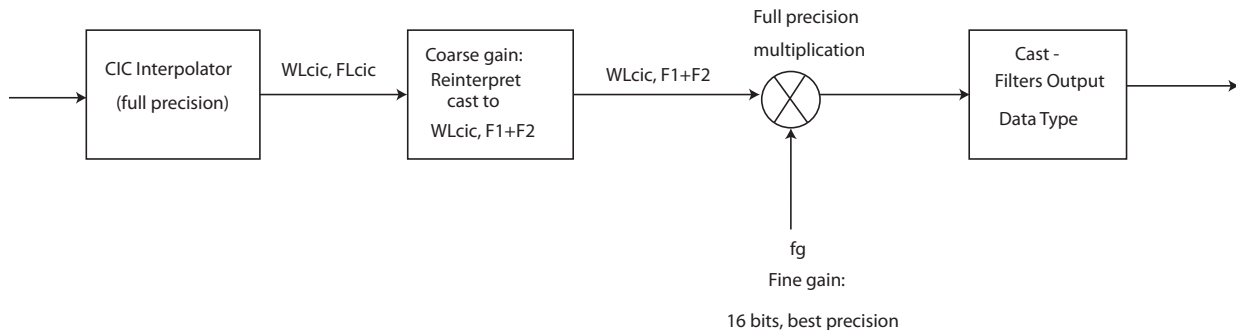 CIC Interpolator
(full precision)
WLcic, FLcic
Coarse gain:
Reinterpret
cast to
WLcic, F1+F2
WLcic, F1+F2
Full precision
multiplication
fg
Fine gain:
16 bits, best precision
Cast -
Filters Output
Data Type